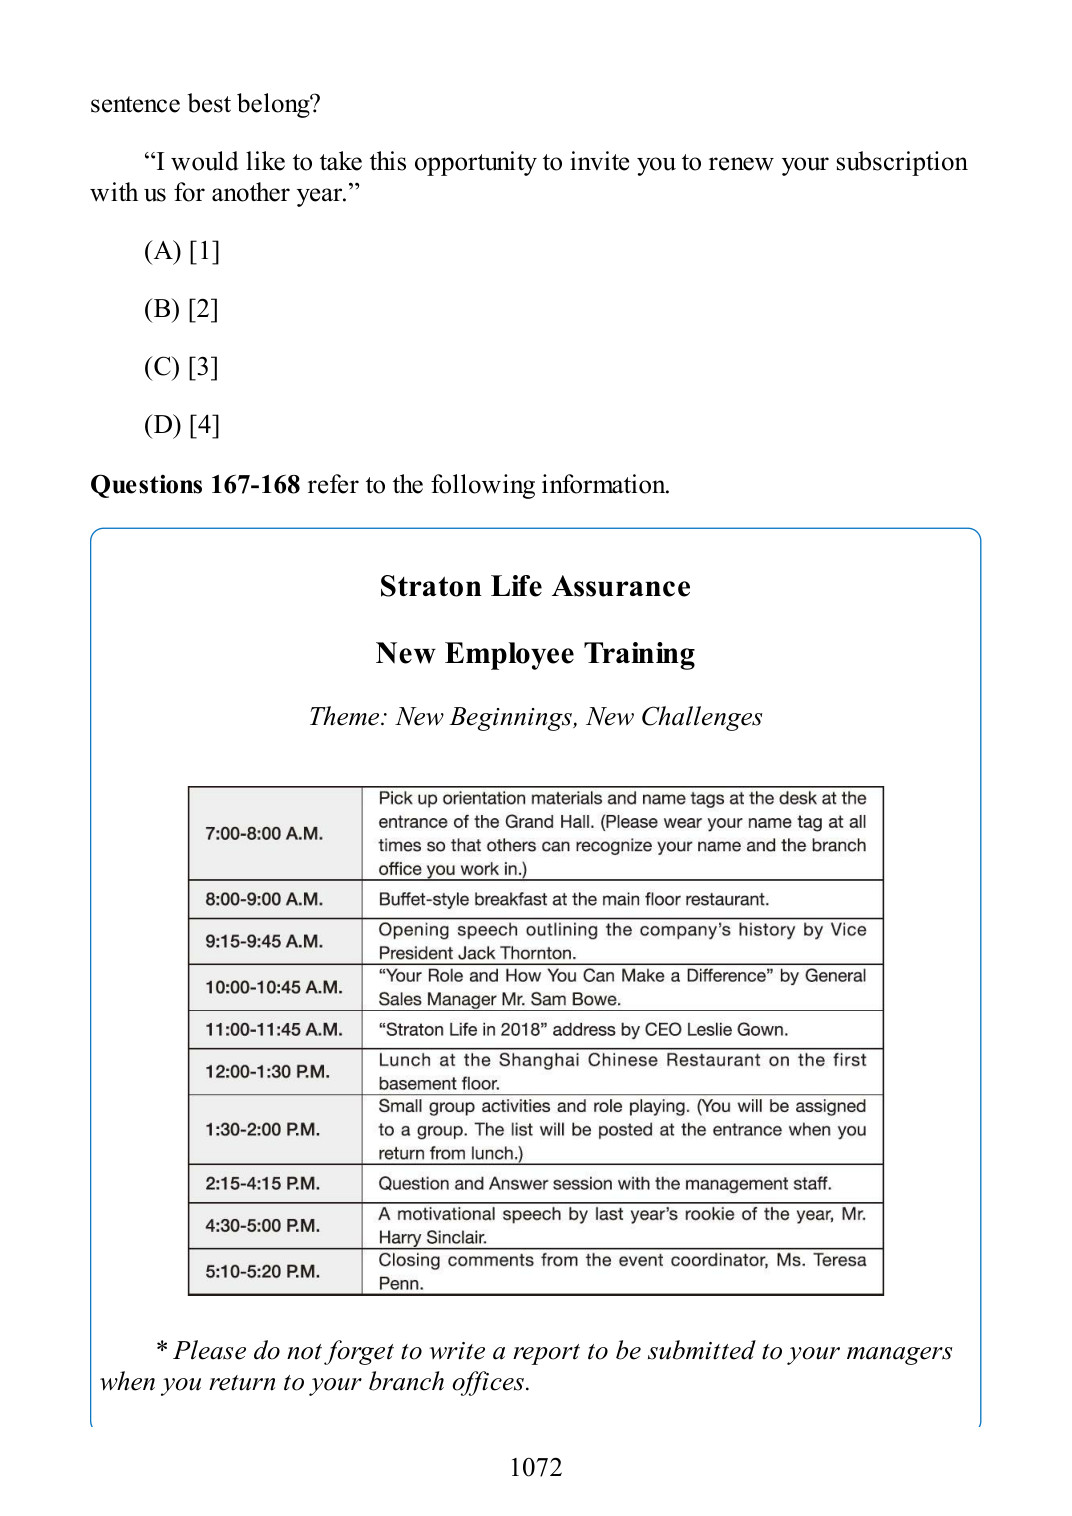 sentence best belong?
“I would like to take this opportunity to invite you to renew your subscription
with us for another year.”
(A) [1]
(B) [2]
(C) [3]
(D) [4]
Questions 167-168 refer to the following information.
Straton Life Assurance
New Employee Training
Theme: New Beginnings, New Challenges
7:00-8:00 A.M.
Pick up orientation materials and name tags at the desk at the
entrance of the Grand Hall. (Please wear your name tag at all
times so that others can recognize your name and the branch
office you work in.)
8:00-9:00 A.M.
Buffet-style breakfast at the main floor restaurant.
9:15-9:45 A.M.
Opening speech outlining the company’s history by Vice
President Jack Thornton.
10:00-10:45 A.M.
“Your Role and How You Can Make a Difference” by General
Sales Manager Mr. Sam Bowe.
11:00-11:45 A.M.
“Straton Life in 2018” address by CEO Leslie Gown.
12:00-1:30 P.M.
Lunch at the Shanghai Chinese Restaurant on the first
basement floor.
1:30-2:00 P.M.
Small group activities and role playing. (You will be assigned
to a group. The list will be posted at the entrance when you
return from lunch.)
2:15-4:15 P.M.
Question and Answer session with the management staff.
4:30-5:00 P.M.
A motivational speech by last year’s rookie of the year, Mr.
Harry Sinclair.
5:10-5:20 P.M.
Closing comments from the event coordinator, Ms. Teresa
Penn.
* Please do not forget to write a report to be submitted to your managers
when you return to your branch offices.
1072